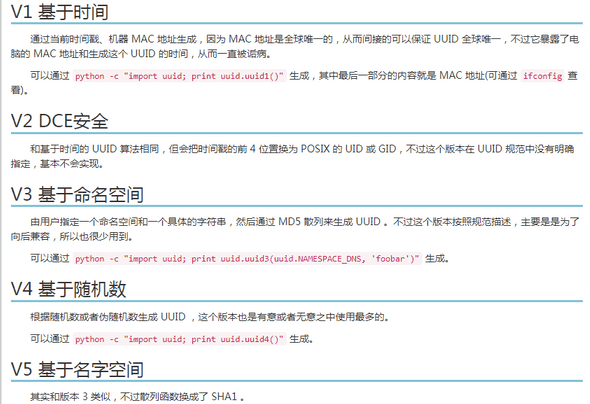 V1 基于时间
通过当前时间戳、机器 MAC 地址生成，因为 MAC 地址是全球唯一的，从而间接的可以保证 UUID 全球唯一，不过它暴露了电
脑的 MAC 地址和生成这个 UUID 的时间，从而一直被诟病。
可以通过 python -c "import uuid; print uuid.uuid1()" 生成，其中最后一部分的内容就是 MAC 地址(可通过 ifconfig 查
看)。
V2 DCE安全
和基于时间的 UUID 算法相同，但会把时间戳的前 4 位置换为 POSIX 的 UID 或 GID，不过这个版本在 UUID 规范中没有明确
指定，基本不会实现。
V3 基于命名空间
由用户指定一个命名空间和一个具体的字符串，然后通过 MD5 散列来生成 UUID 。不过这个版本按照规范描述，主要是是为了
向后兼容，所以也很少用到。
可以通过 python -c "import uuid; print uuid.uuid3(uuid.NAMESPACE_DNS, 'foobar')" 生成。
V4 基于随机数
根据随机数或者伪随机数生成 UUID ，这个版本也是有意或者无意之中使用最多的。
可以通过 python -c "import uuid; print uuid.uuid4()" 生成。
V5 基于名字空间
其实和版本 3 类似，不过散列函数换成了 SHA1 。